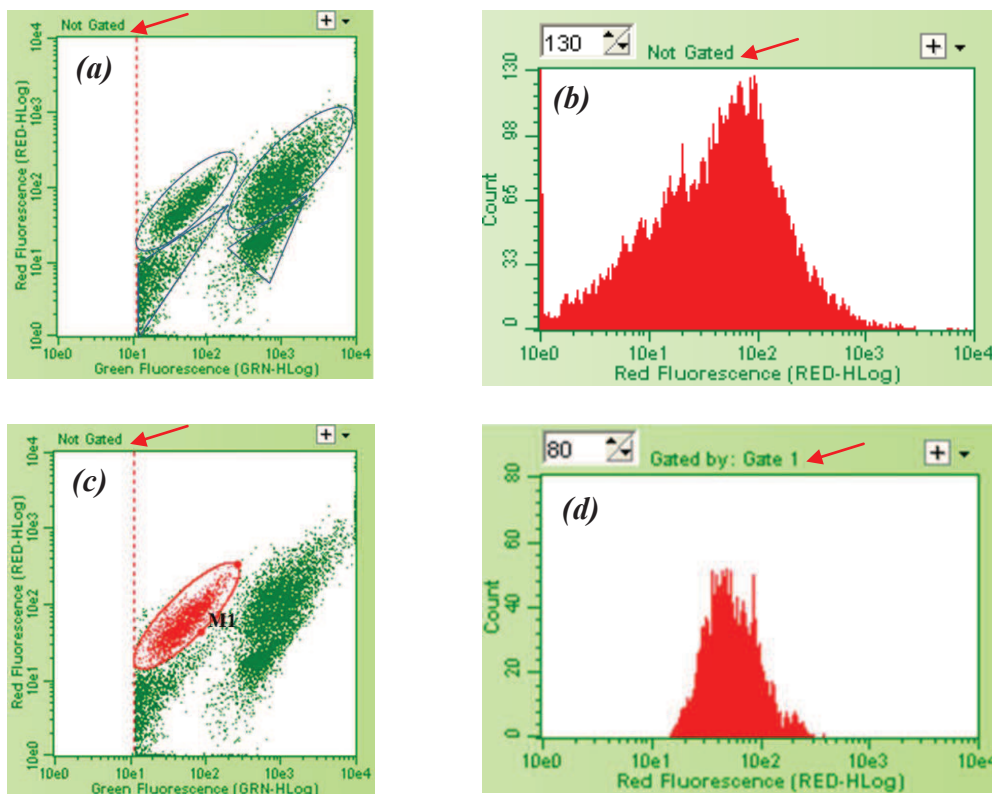 Not Gated
+
(a)
Red Fluorescence (RED-HLog)
10e4
10e3
10e2
10e1
10e0
10e0 10e1 10e2 10e3 10e4
Green Fluorescence (GRN-HLog)
130
Not Gated
+
(b)
Count
130
98
65
33
0
10e0 10e1 10e2 10e3 10e4
Red Fluorescence (RED-HLog)
Not Gated
+
(c)
M1
Red Fluorescence (RED-HLog)
10e4
10e3
10e2
10e1
10e0
10e0 10e1 10e2 10e3 10e4
Green Fluorescence (GRN-HLog)
80
Gated by: Gate 1
+
(d)
Count
80
60
40
20
0
10e0 10e1 10e2 10e3 10e4
Red Fluorescence (RED-HLog)